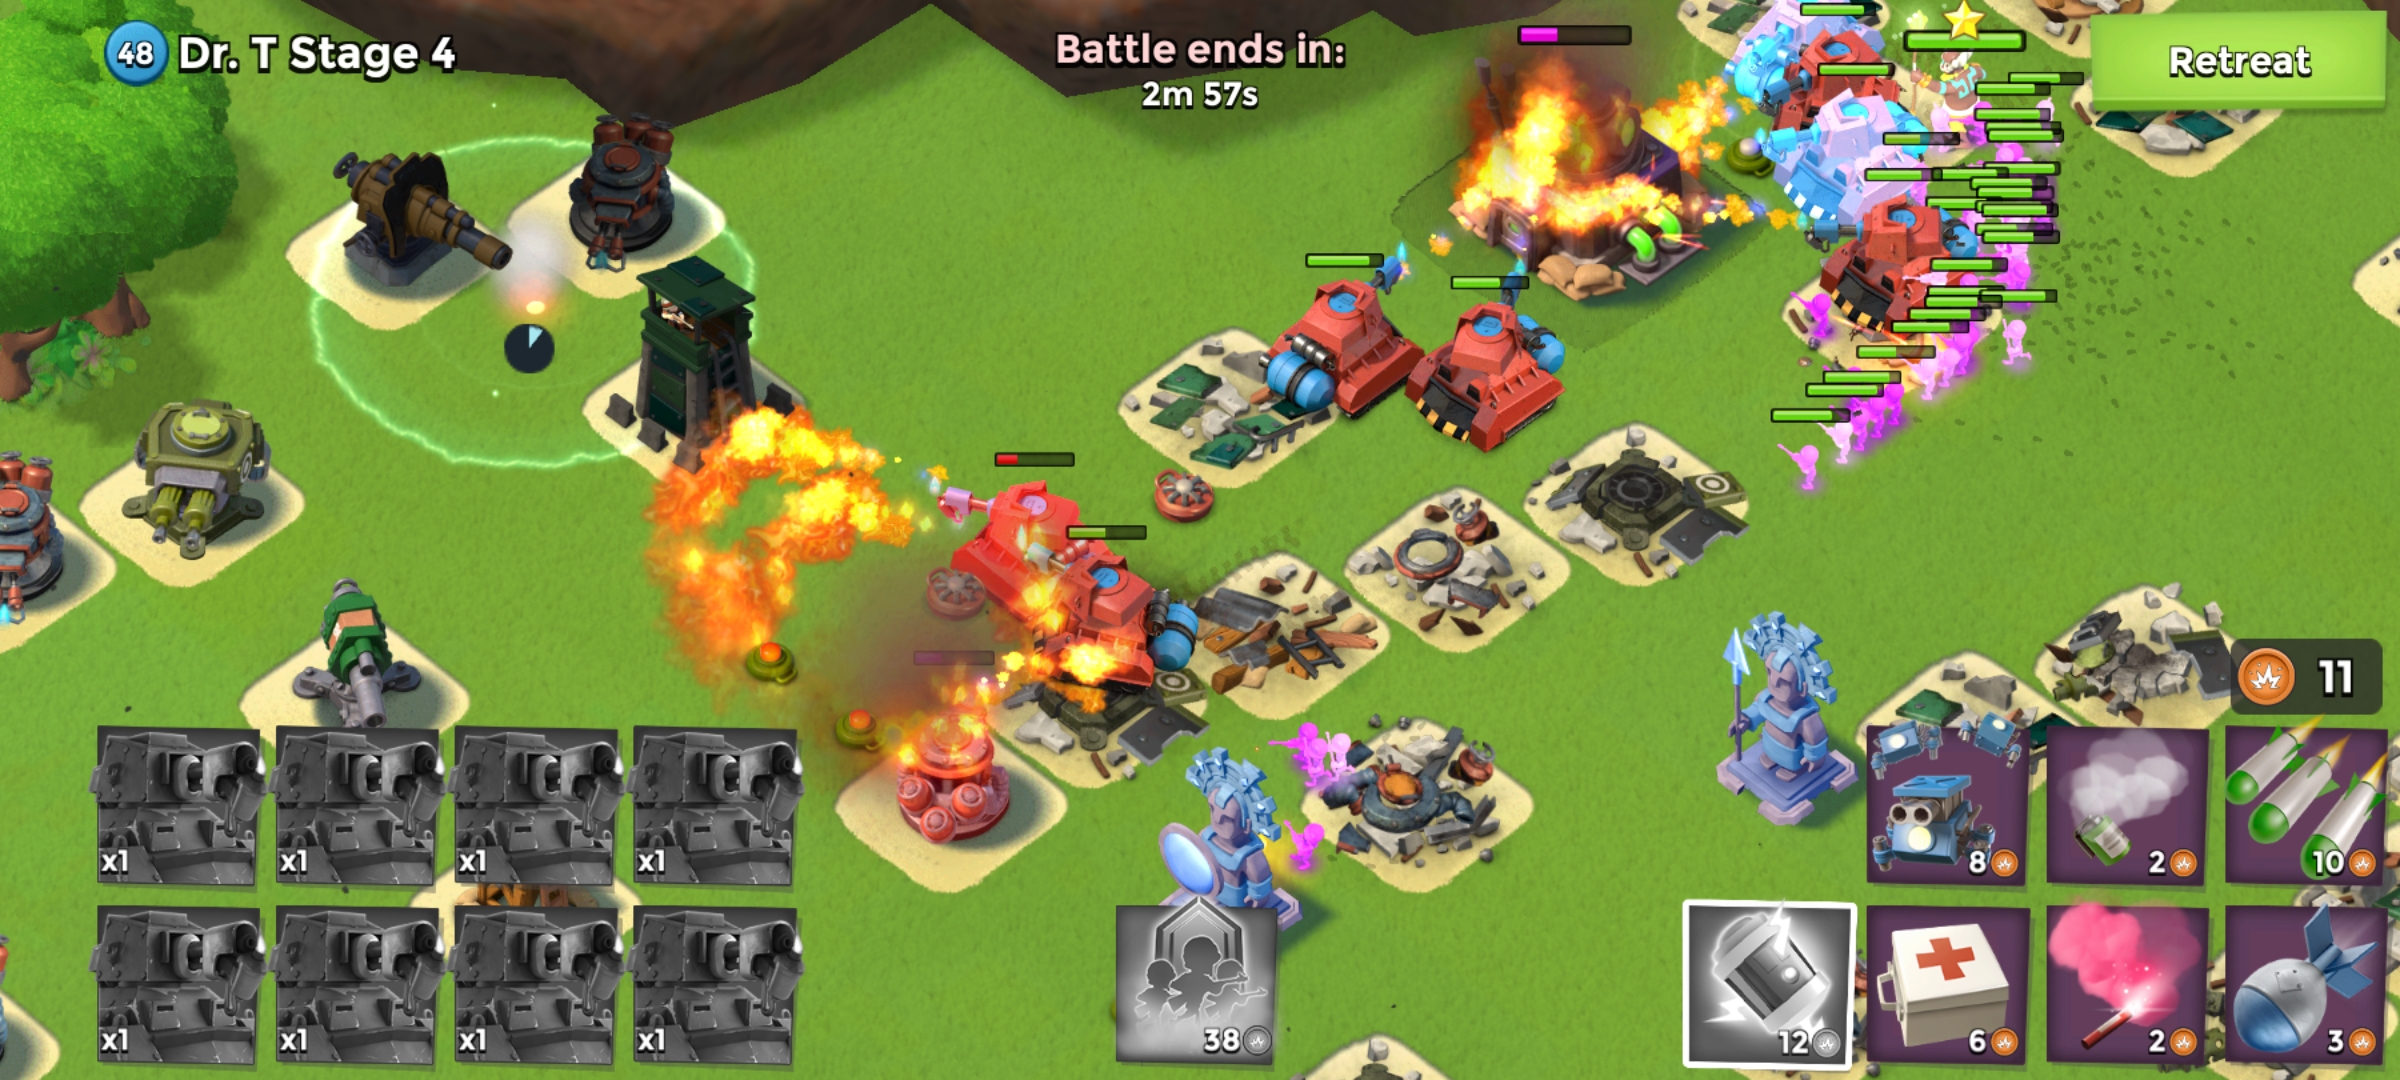 48 Dr. T Stage 4
Battle ends in:
2m 57s
Retreat
11
x1 x1 x1 x1
8 2 10
x1 x1 x1 x1
38
12 6 2 3